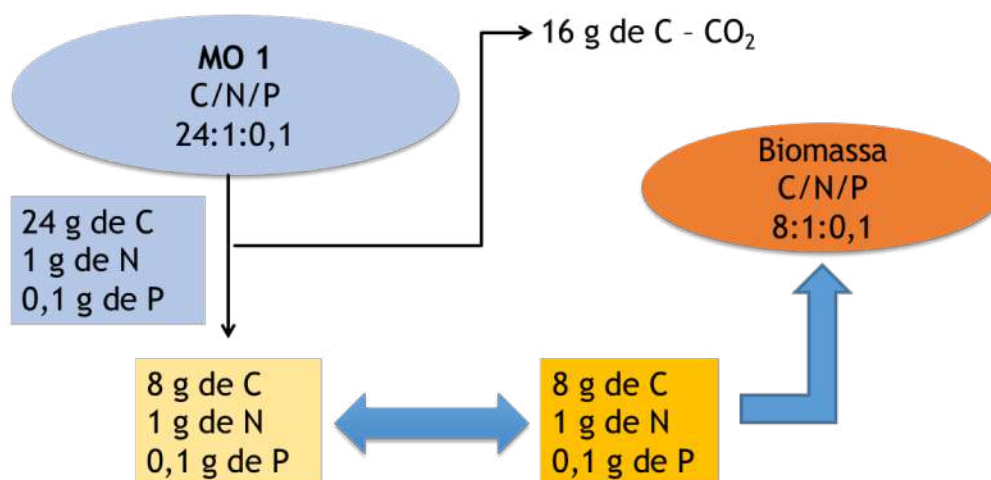 MO 1
C/N/P
24:1:0,1
16 g de C – CO₂
Biomassa
C/N/P
8:1:0,1
24 g de C
1 g de N
0,1 g de P
8 g de C
1 g de N
0,1 g de P
8 g de C
1 g de N
0,1 g de P